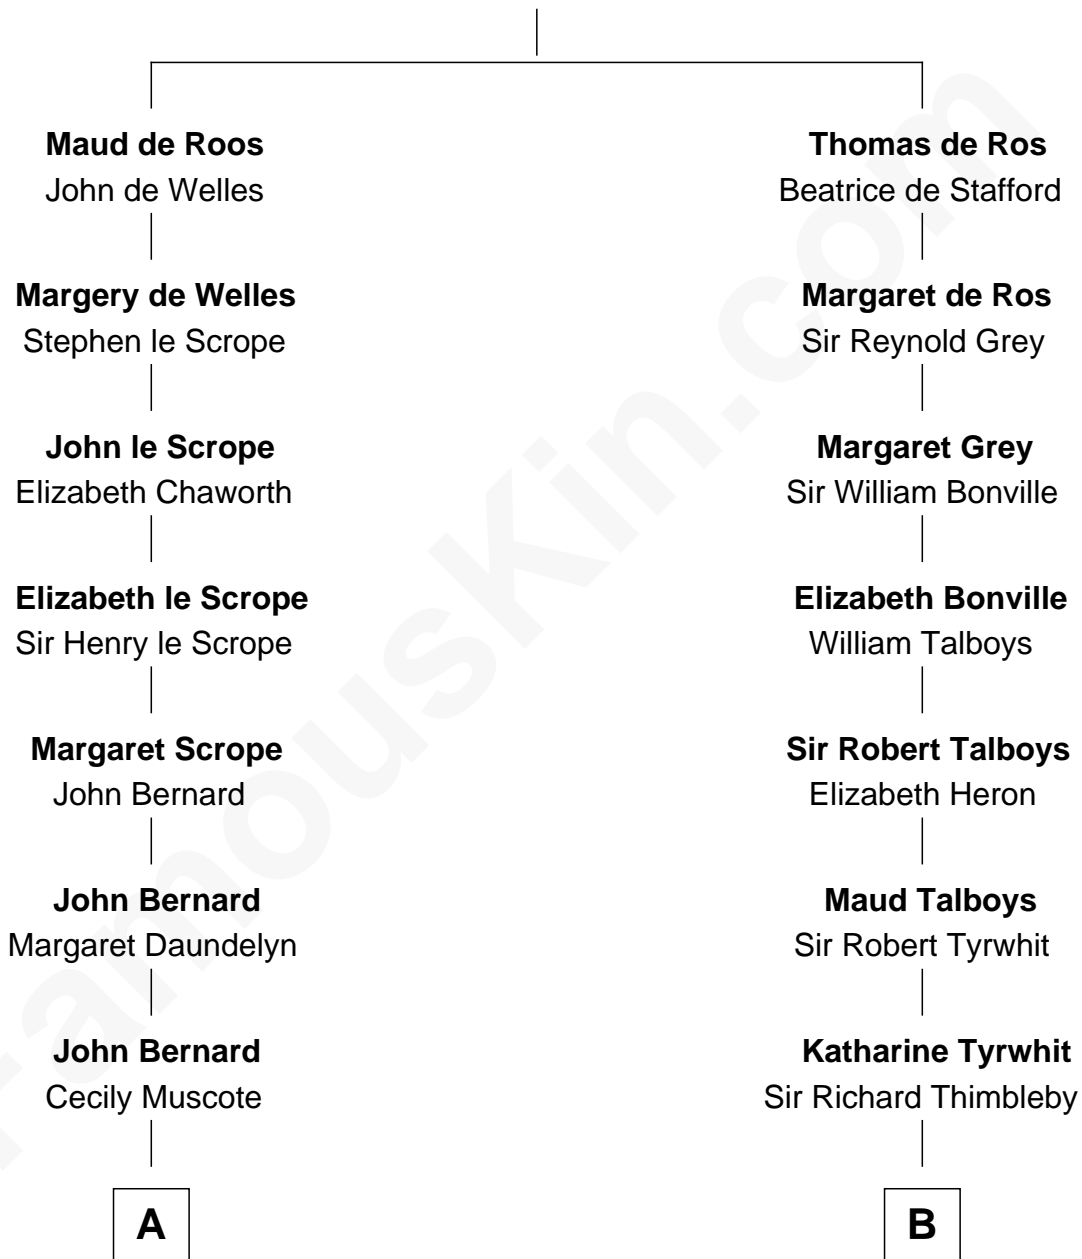 Maud de Roos
John de Welles
Margery de Welles
Stephen le Scrope
John le Scrope
Elizabeth Chaworth
Elizabeth le Scrope
Sir Henry le Scrope
Margaret Scrope
John Bernard
John Bernard
Margaret Daundelyn
John Bernard
Cecily Muscote
A
Thomas de Ros
Beatrice de Stafford
Margaret de Ros
Sir Reynold Grey
Margaret Grey
Sir William Bonville
Elizabeth Bonville
William Talboys
Sir Robert Talboys
Elizabeth Heron
Maud Talboys
Sir Robert Tyrwhit
Katharine Tyrwhit
Sir Richard Thimbleby
B
FamousKin.com